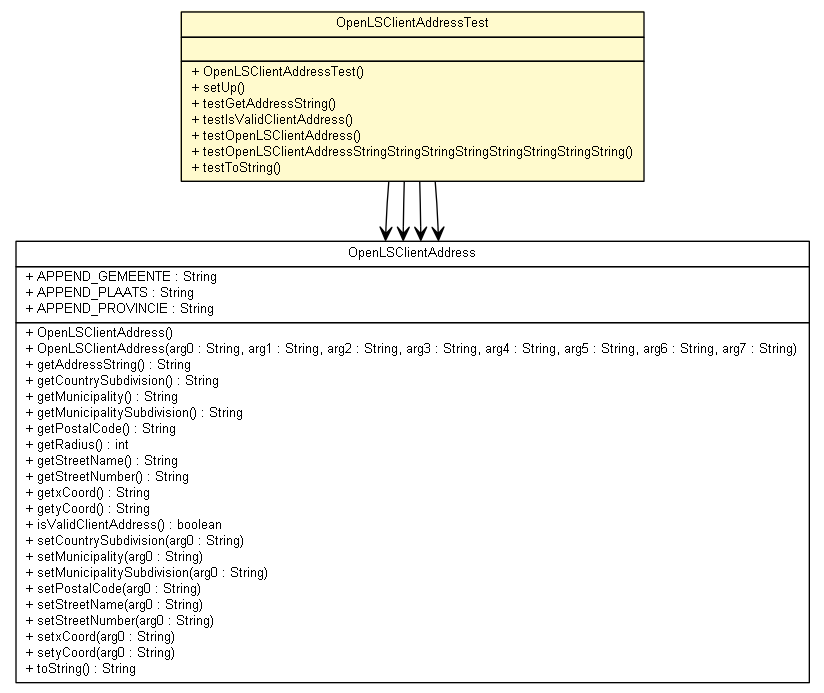 OpenLSClientAddressTest
+ OpenLSClientAddressTest()
+ setUp()
+ testGetAddressString()
+ testIsValidClientAddress()
+ testOpenLSClientAddress()
+ testOpenLSClientAddressStringStringStringStringStringStringStringString()
+ testToString()
OpenLSClientAddress
+ APPEND_GEMEENTE : String
+ APPEND_PLAATS : String
+ APPEND_PROVINCIE : String
+ OpenLSClientAddress()
+ OpenLSClientAddress(arg0 : String, arg1 : String, arg2 : String, arg3 : String, arg4 : String, arg5 : String, arg6 : String, arg7 : String)
+ getAddressString() : String
+ getCountrySubdivision() : String
+ getMunicipality() : String
+ getMunicipalitySubdivision() : String
+ getPostalCode() : String
+ getRadius() : int
+ getStreetName() : String
+ getStreetNumber() : String
+ getxCoord() : String
+ getyCoord() : String
+ isValidClientAddress() : boolean
+ setCountrySubdivision(arg0 : String)
+ setMunicipality(arg0 : String)
+ setMunicipalitySubdivision(arg0 : String)
+ setPostalCode(arg0 : String)
+ setStreetName(arg0 : String)
+ setStreetNumber(arg0 : String)
+ setxCoord(arg0 : String)
+ setyCoord(arg0 : String)
+ toString() : String